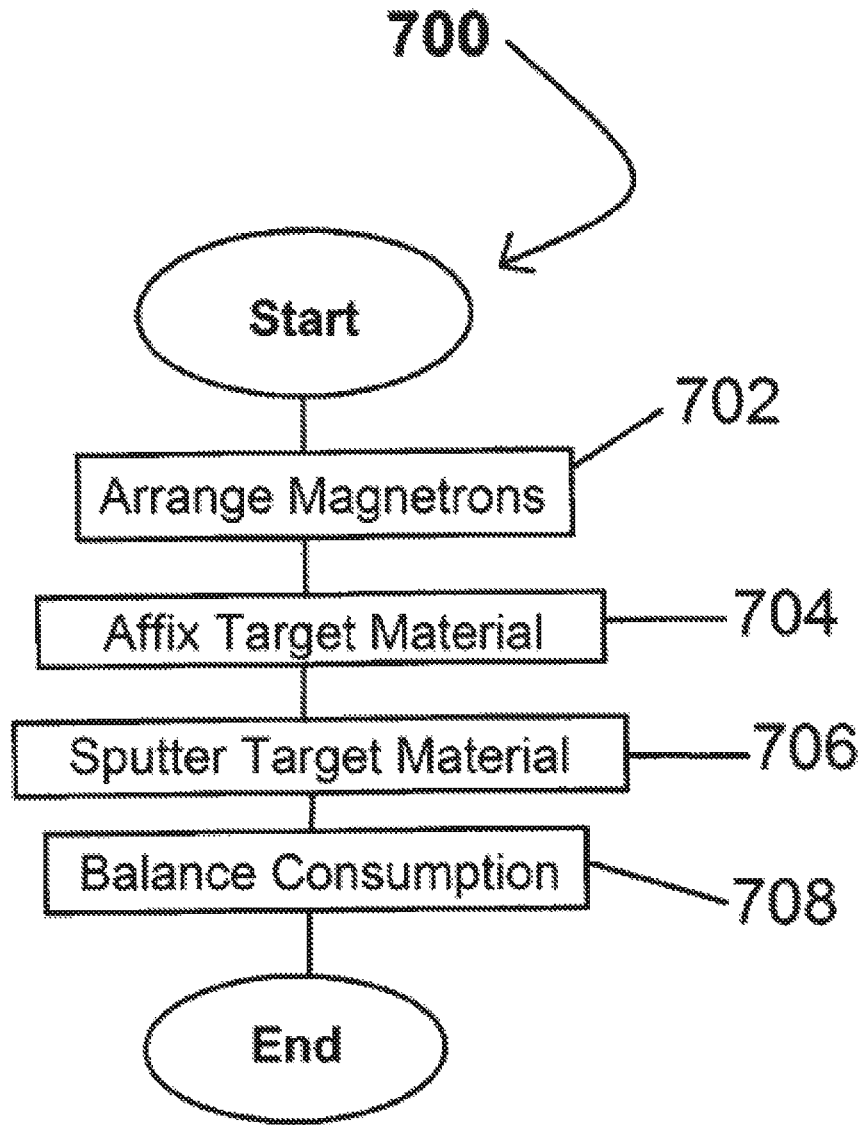 700
Start
702
Arrange Magnetrons
Affix Target Material
704
Sputter Target Material
706
Balance Consumption
708
End